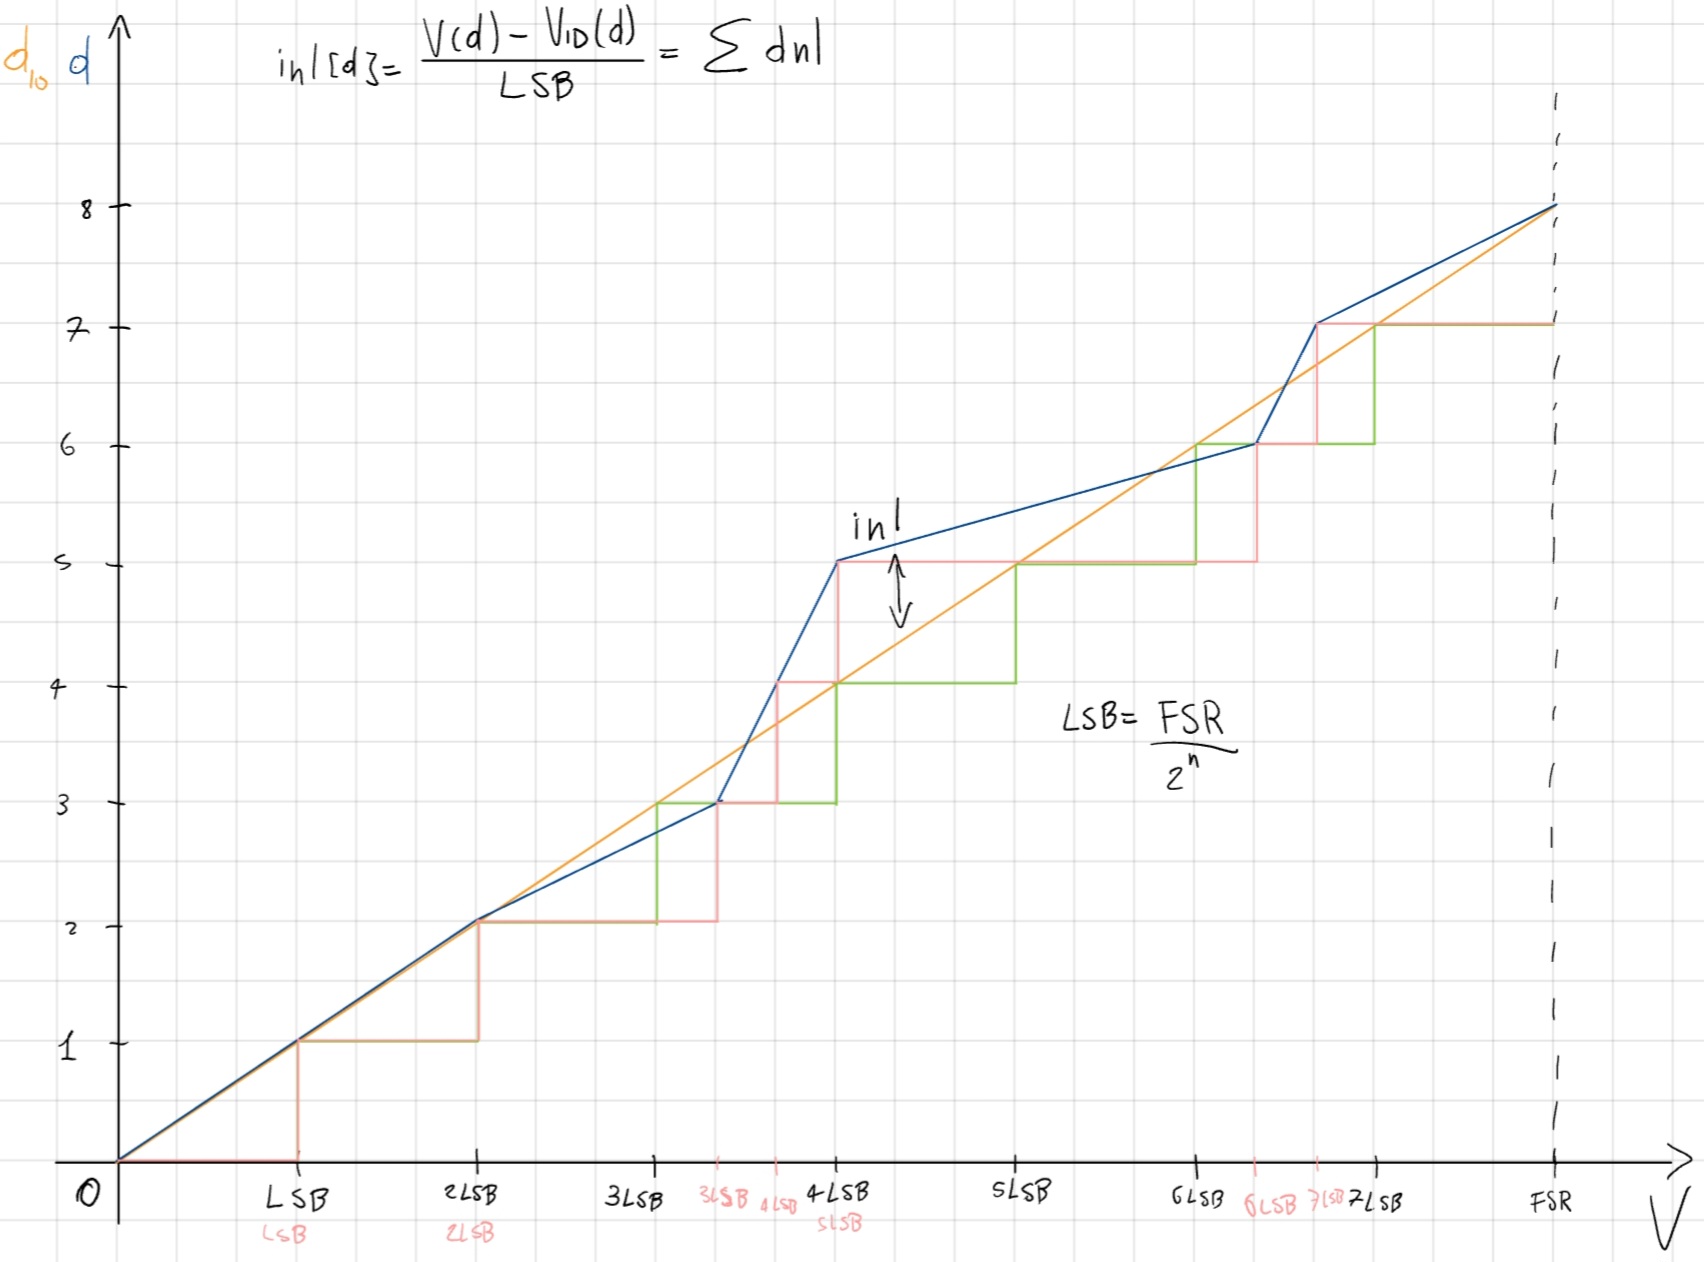 d₁₀ d
inl[d]= V(d) - V_ID(d) / LSB = ∑ dnl
8
7
6
inl
5
4
LSB= FSR / 2ⁿ
3
2
1
0 LSB 2LSB 3LSB 3LSB 4LSB 4LSB 5LSB 6LSB 6LSB 7LSB 7LSB FSR V
LSB 2LSB 5LSB